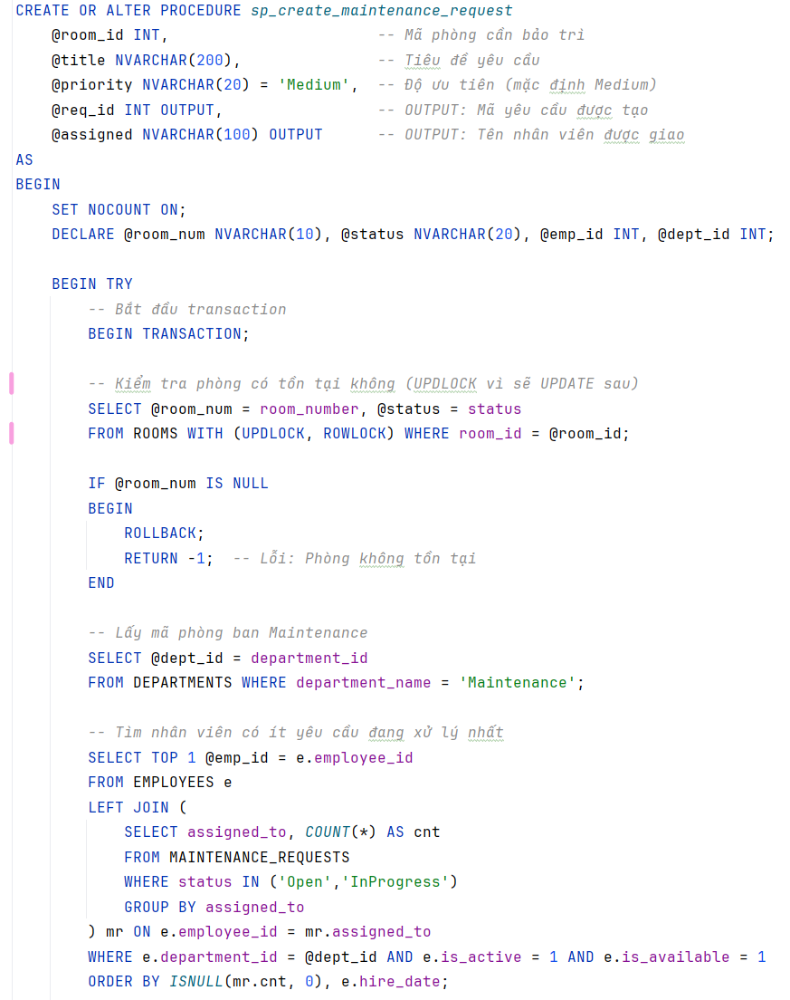 CREATE OR ALTER PROCEDURE sp_create_maintenance_request
    @room_id INT,                       -- Mã phòng cần bảo trì
    @title NVARCHAR(200),               -- Tiêu đề yêu cầu
    @priority NVARCHAR(20) = 'Medium',  -- Độ ưu tiên (mặc định Medium)
    @req_id INT OUTPUT,                 -- OUTPUT: Mã yêu cầu được tạo
    @assigned NVARCHAR(100) OUTPUT      -- OUTPUT: Tên nhân viên được giao
AS
BEGIN
    SET NOCOUNT ON;
    DECLARE @room_num NVARCHAR(10), @status NVARCHAR(20), @emp_id INT, @dept_id INT;

    BEGIN TRY
        -- Bắt đầu transaction
        BEGIN TRANSACTION;

        -- Kiểm tra phòng có tồn tại không (UPDLOCK vì sẽ UPDATE sau)
        SELECT @room_num = room_number, @status = status
        FROM ROOMS WITH (UPDLOCK, ROWLOCK) WHERE room_id = @room_id;

        IF @room_num IS NULL
        BEGIN
            ROLLBACK;
            RETURN -1;  -- Lỗi: Phòng không tồn tại
        END

        -- Lấy mã phòng ban Maintenance
        SELECT @dept_id = department_id
        FROM DEPARTMENTS WHERE department_name = 'Maintenance';

        -- Tìm nhân viên có ít yêu cầu đang xử lý nhất
        SELECT TOP 1 @emp_id = e.employee_id
        FROM EMPLOYEES e
        LEFT JOIN (
            SELECT assigned_to, COUNT(*) AS cnt
            FROM MAINTENANCE_REQUESTS
            WHERE status IN ('Open','InProgress')
            GROUP BY assigned_to
        ) mr ON e.employee_id = mr.assigned_to
        WHERE e.department_id = @dept_id AND e.is_active = 1 AND e.is_available = 1
        ORDER BY ISNULL(mr.cnt, 0), e.hire_date;